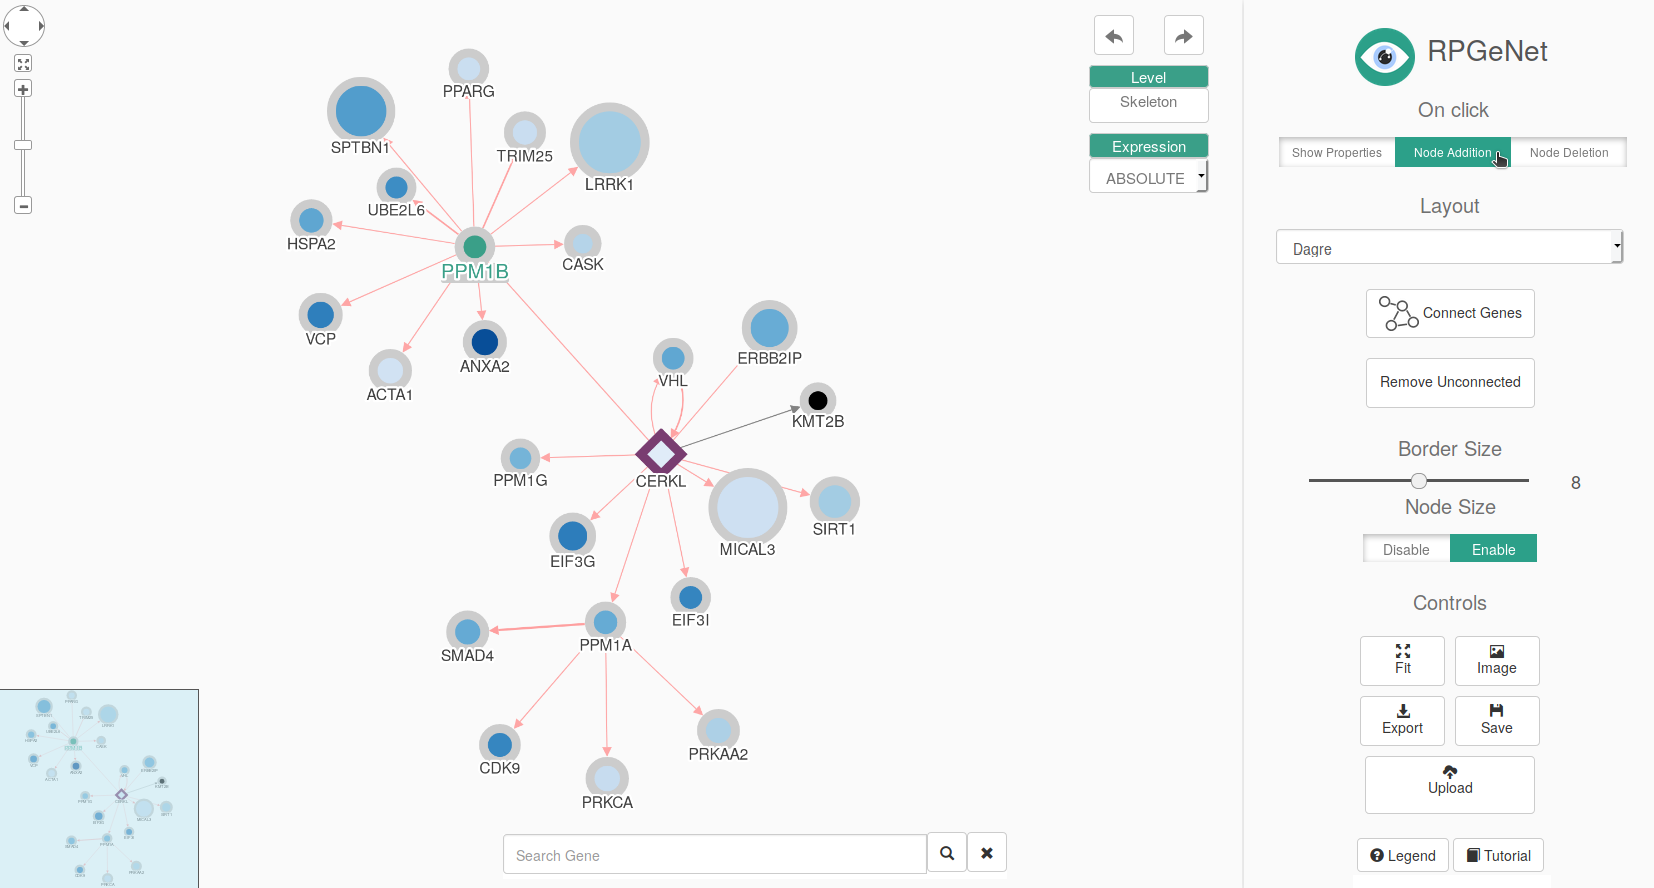 PPARG
SPTBN1
TRIM25
LRRK1
UBE2L6
HSPA2
CASK
PPM1B
VCP
ANXA2
ACTA1
ERBB2IP
VHL
KMT2B
PPM1G
CERKL
SIRT1
MICAL3
EIF3G
EIF3I
PPM1A
SMAD4
PRKAA2
CDK9
PRKCA
Search Gene
Level
Skeleton
Expression
ABSOLUTE
RPGeNet
On click
Show Properties
Node Addition
Node Deletion
Layout
Dagre
Connect Genes
Remove Unconnected
Border Size
8
Node Size
Disable
Enable
Controls
Fit
Image
Export
Save
Upload
Legend
Tutorial